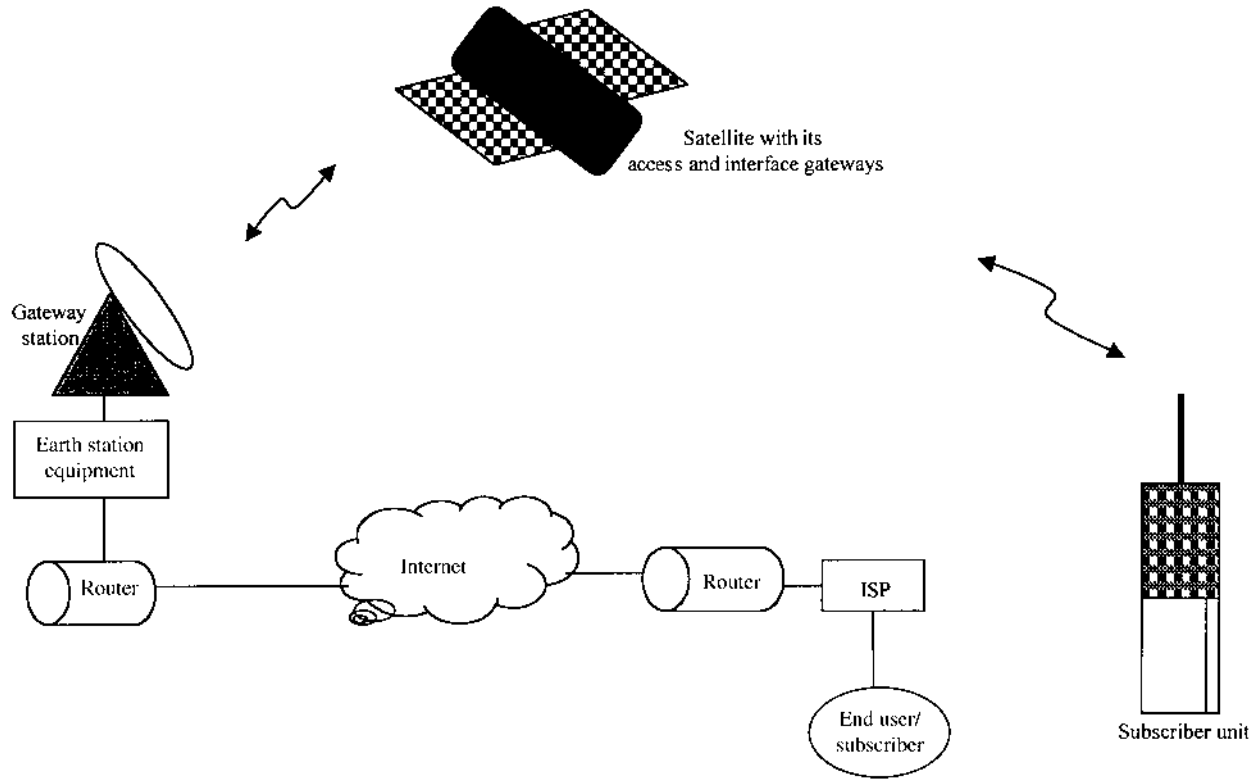 Satellite with its
access and interface gateways
Gateway
station
Earth station
equipment
Router
Internet
Router
ISP
End user/
subscriber
Subscriber unit